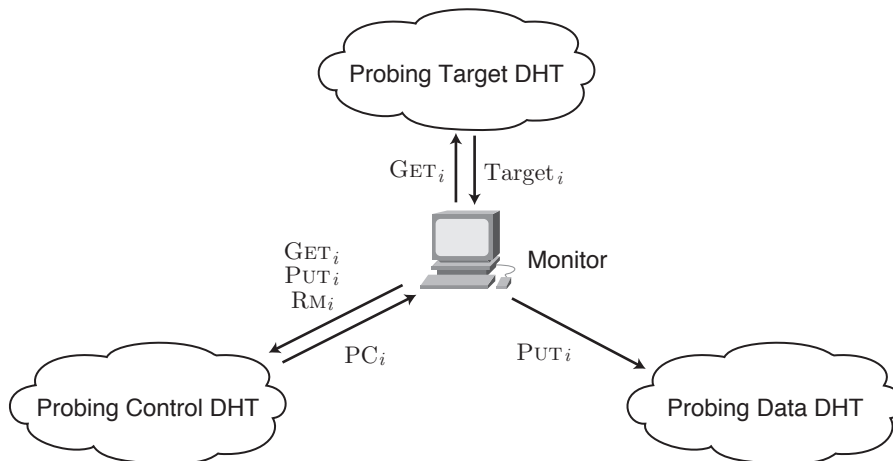 Probing Target DHT
GETᵢ
Targetᵢ
GETᵢ
PUTᵢ
RMᵢ
Monitor
PCᵢ
PUTᵢ
Probing Control DHT
Probing Data DHT